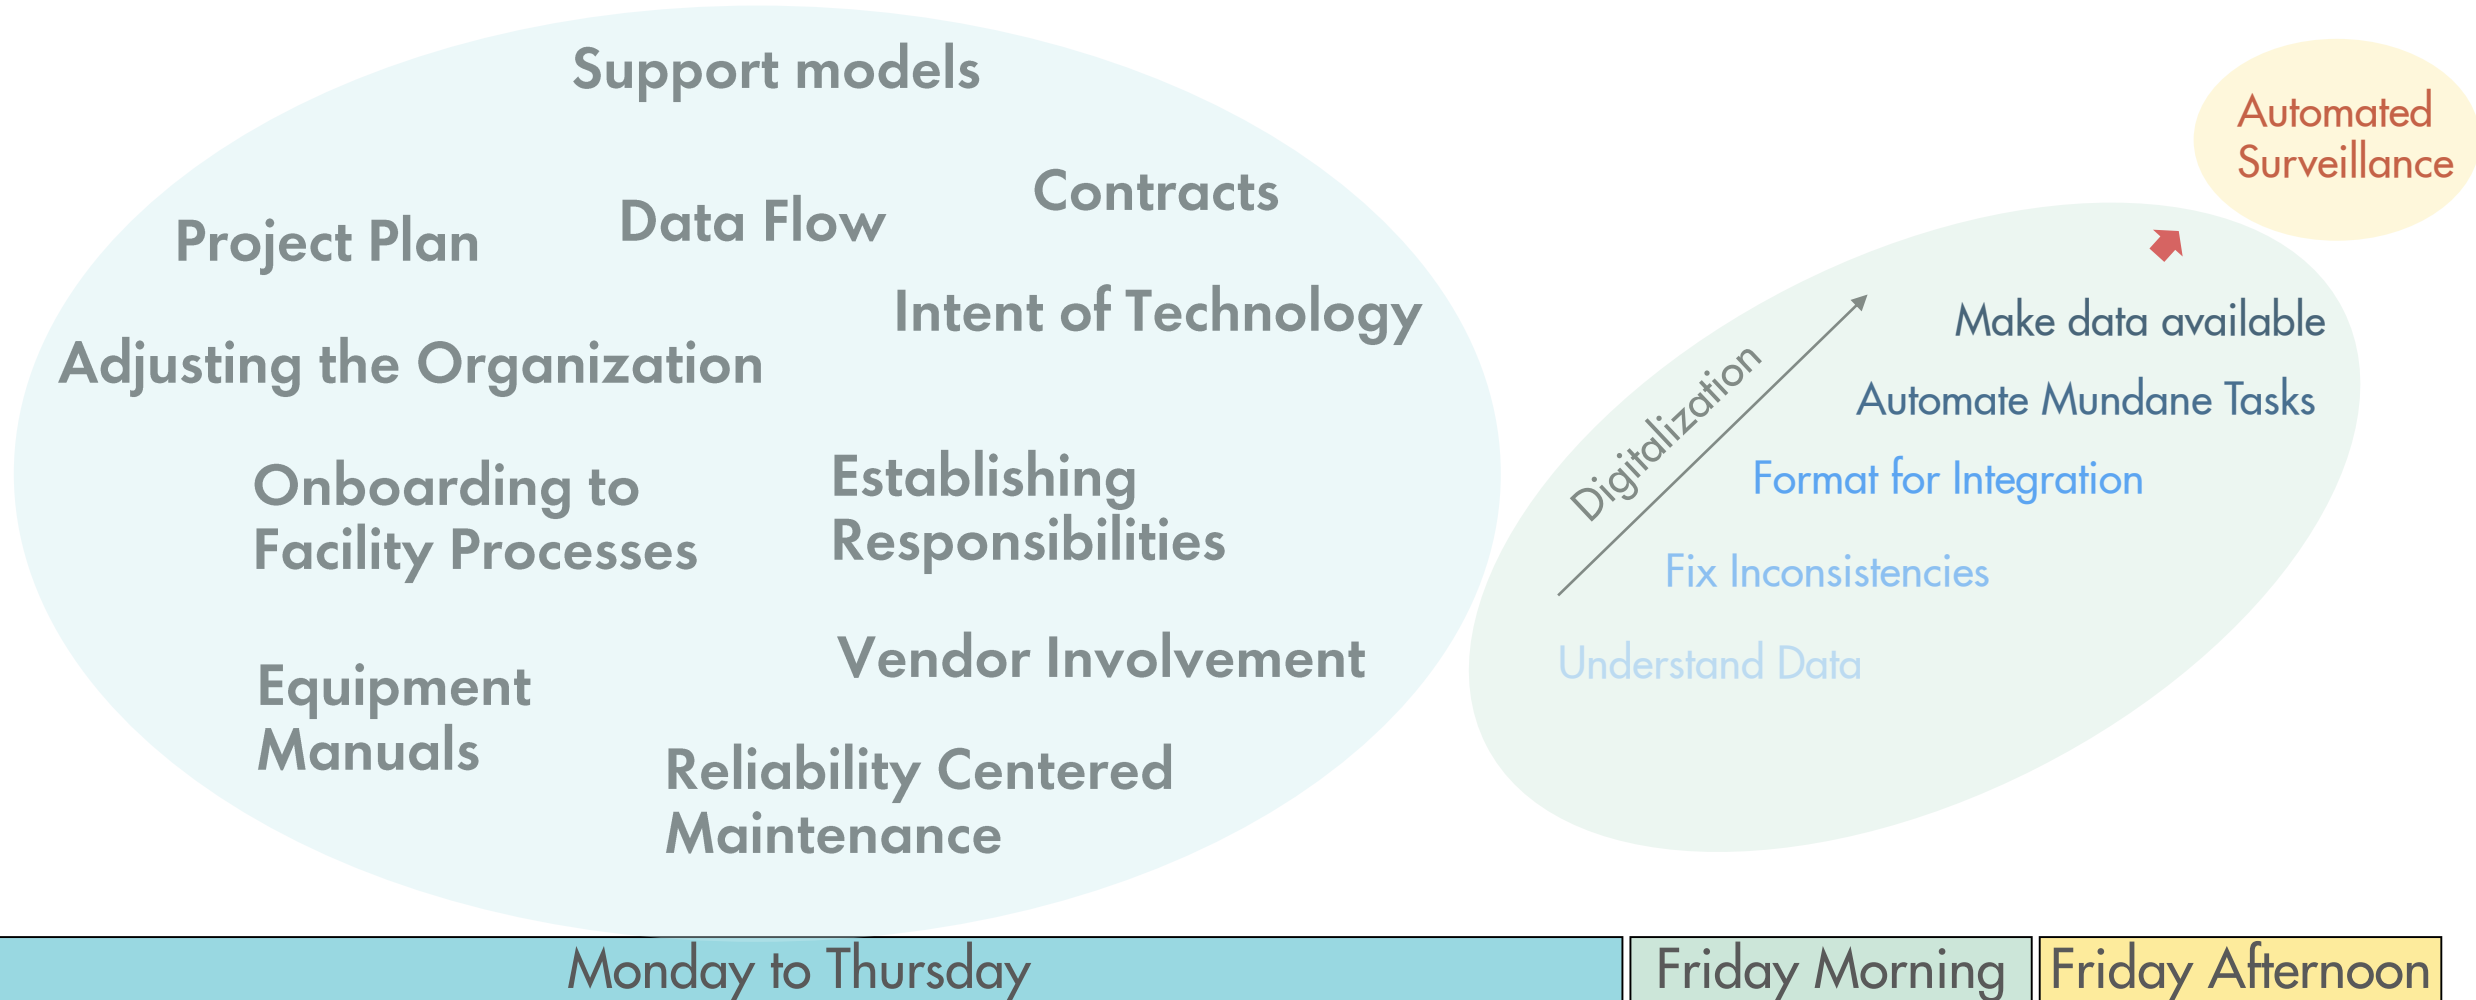 Support models
Contracts
Data Flow
Project Plan
Intent of Technology
Adjusting the Organization
Onboarding to
Facility Processes
Establishing
Responsibilities
Vendor Involvement
Equipment
Manuals
Reliability Centered
Maintenance
Automated
Surveillance
Digitalization
Make data available
Automate Mundane Tasks
Format for Integration
Fix Inconsistencies
Understand Data
Monday to Thursday
Friday Morning
Friday Afternoon